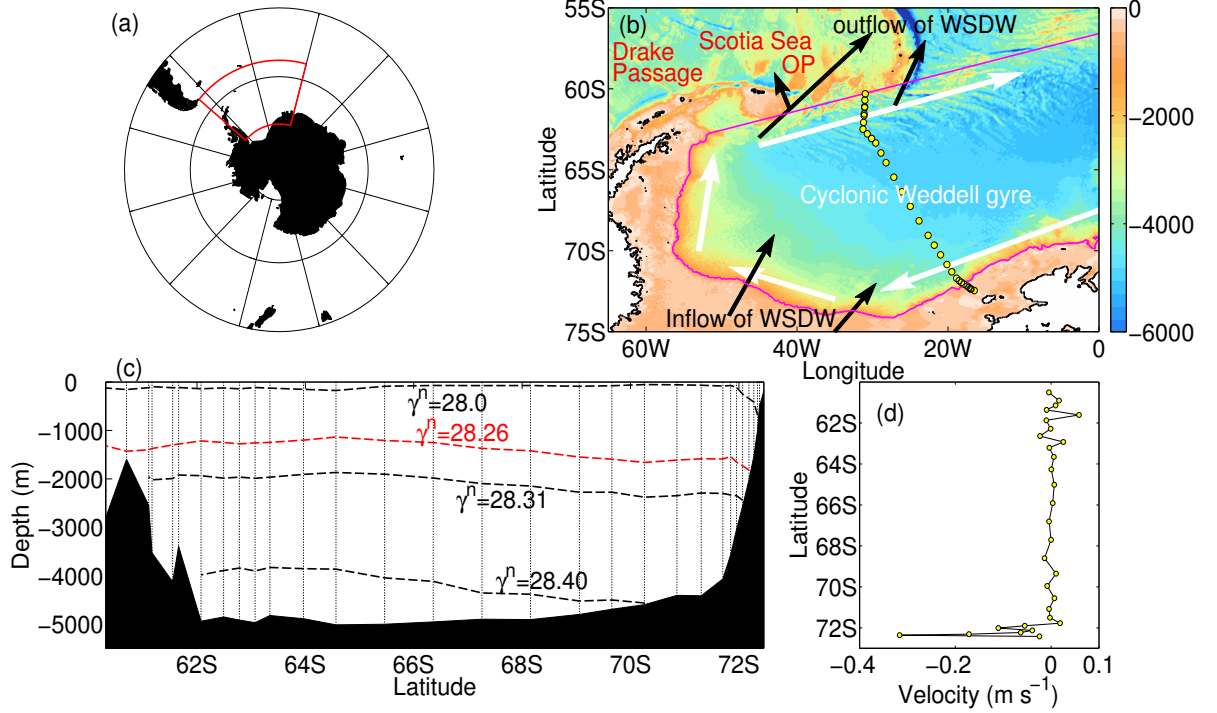 (a)
(b)
outflow of WSDW
Scotia Sea
Drake
Passage
OP
Cyclonic Weddell gyre
Inflow of WSDW
55S
60S
65S
70S
75S
Latitude
60W
40W
20W
0
Longitude
0
−2000
−4000
−6000
(c)
γⁿ=28.0
γⁿ=28.26
γⁿ=28.31
γⁿ=28.40
0
−1000
−2000
−3000
−4000
−5000
Depth (m)
62S
64S
66S
68S
70S
72S
Latitude
(d)
62S
64S
66S
68S
70S
72S
Latitude
−0.4
−0.2
0
0.1
Velocity (m s⁻¹)